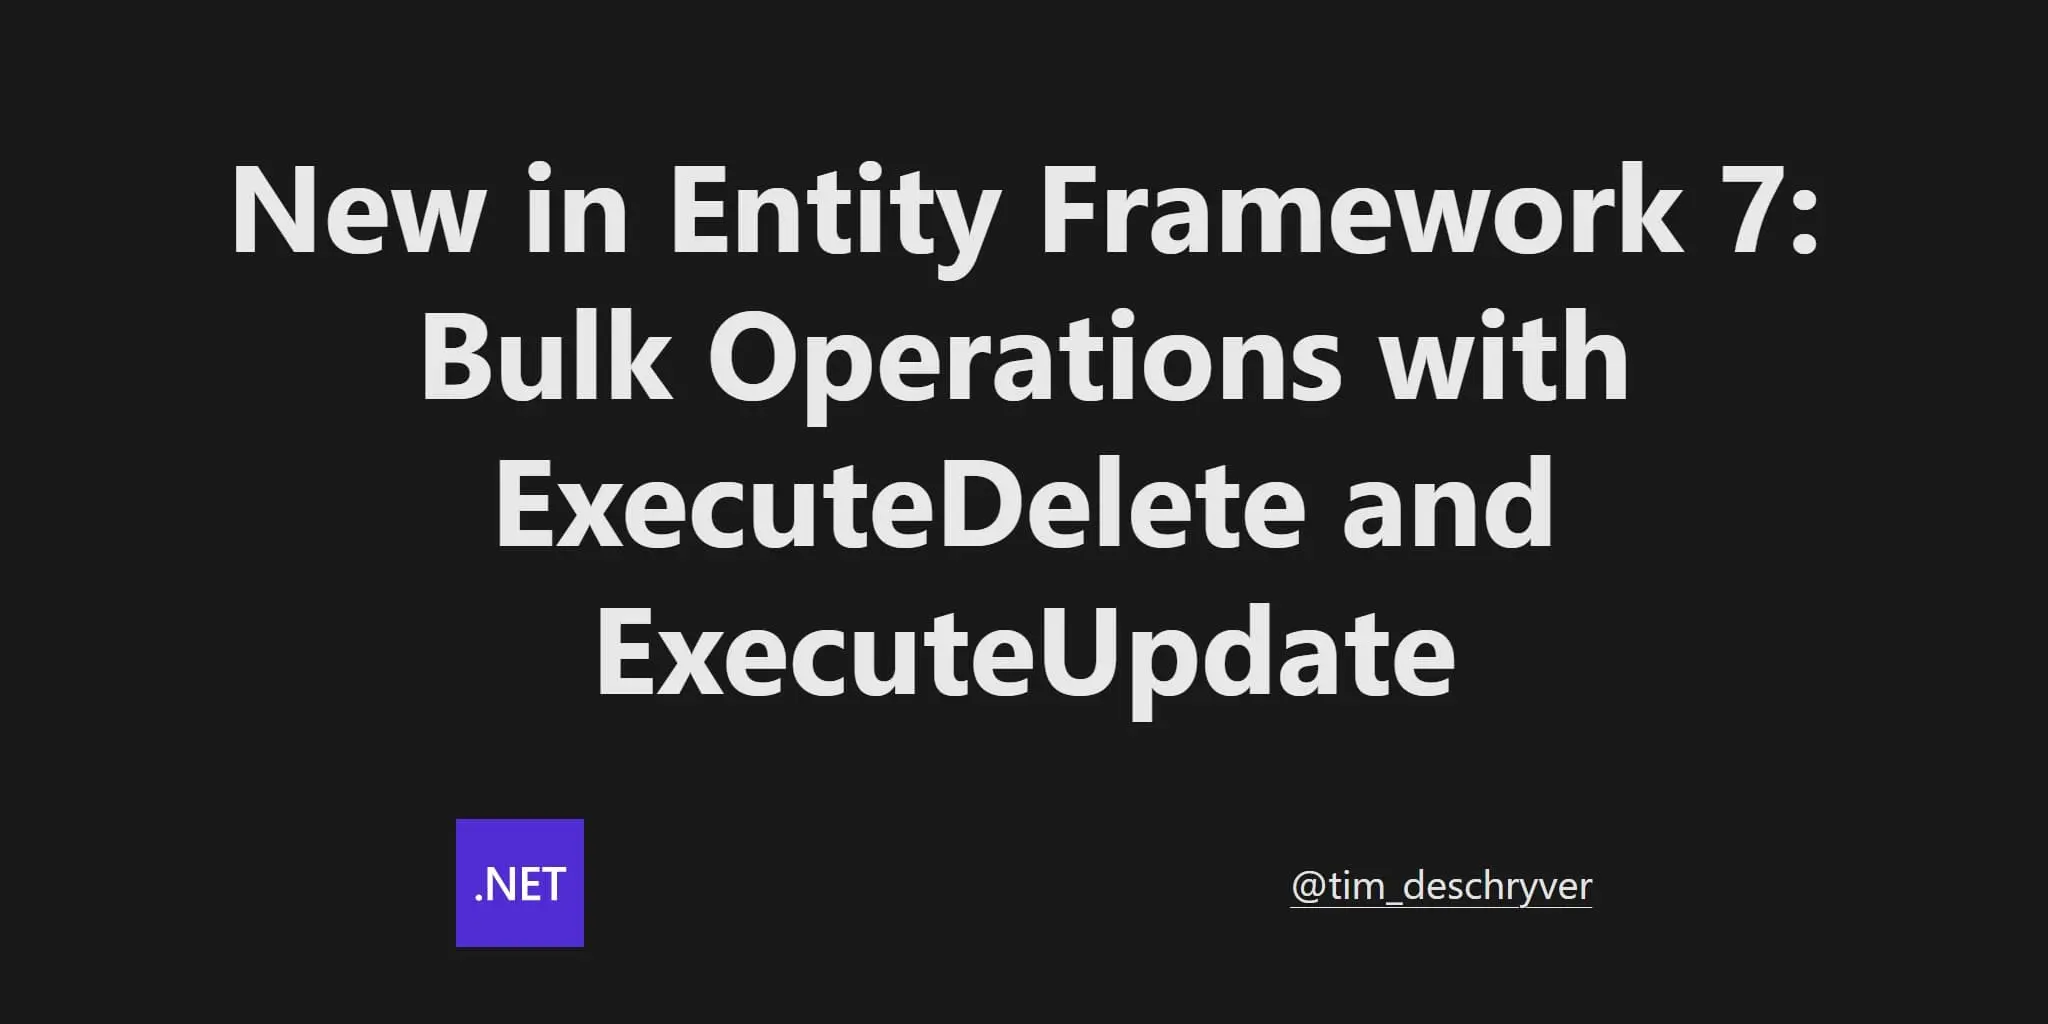 New in Entity Framework 7:
Bulk Operations with
ExecuteDelete and
ExecuteUpdate
.NET
@tim_deschryver